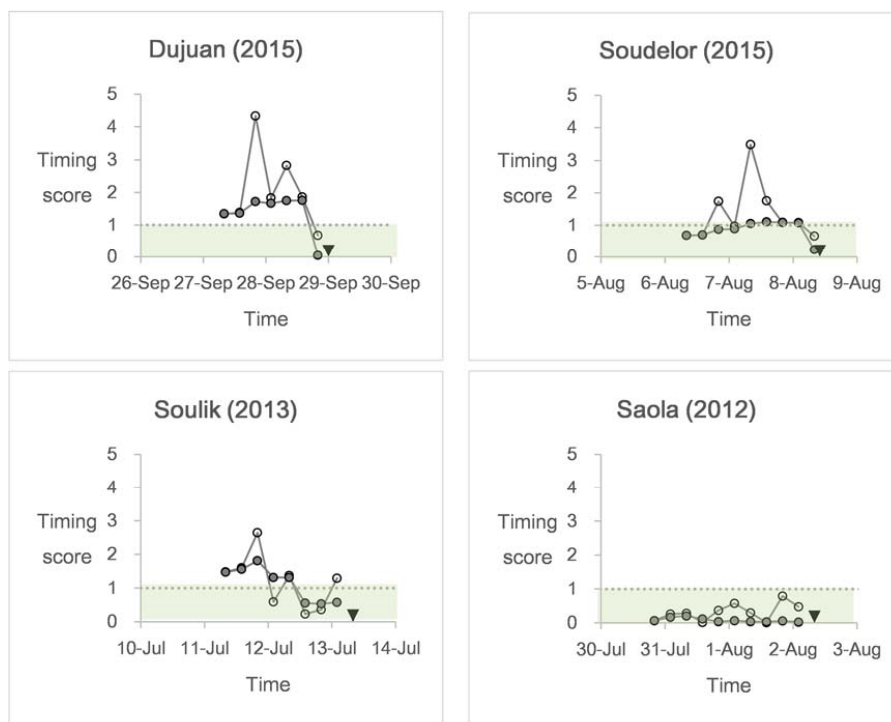 Dujuan (2015)
5
4
Timing
3
score
2
1
0
26-Sep 27-Sep 28-Sep 29-Sep 30-Sep
Time
Soudelor (2015)
5
4
Timing
3
score
2
1
0
5-Aug 6-Aug 7-Aug 8-Aug 9-Aug
Time
Soulik (2013)
5
4
Timing
3
score
2
1
0
10-Jul 11-Jul 12-Jul 13-Jul 14-Jul
Time
Saola (2012)
5
4
Timing
3
score
2
1
0
30-Jul 31-Jul 1-Aug 2-Aug 3-Aug
Time